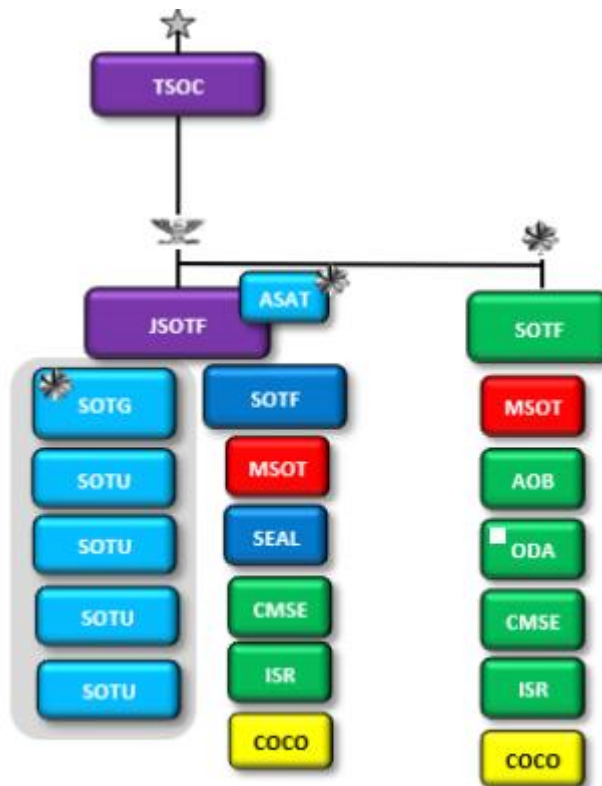 TSOC
ASAT
JSOTF
SOTF
SOTG
SOTU
SOTU
SOTU
SOTU
SOTF
MSOT
SEAL
CMSE
ISR
COCO
MSOT
AOB
ODA
CMSE
ISR
COCO